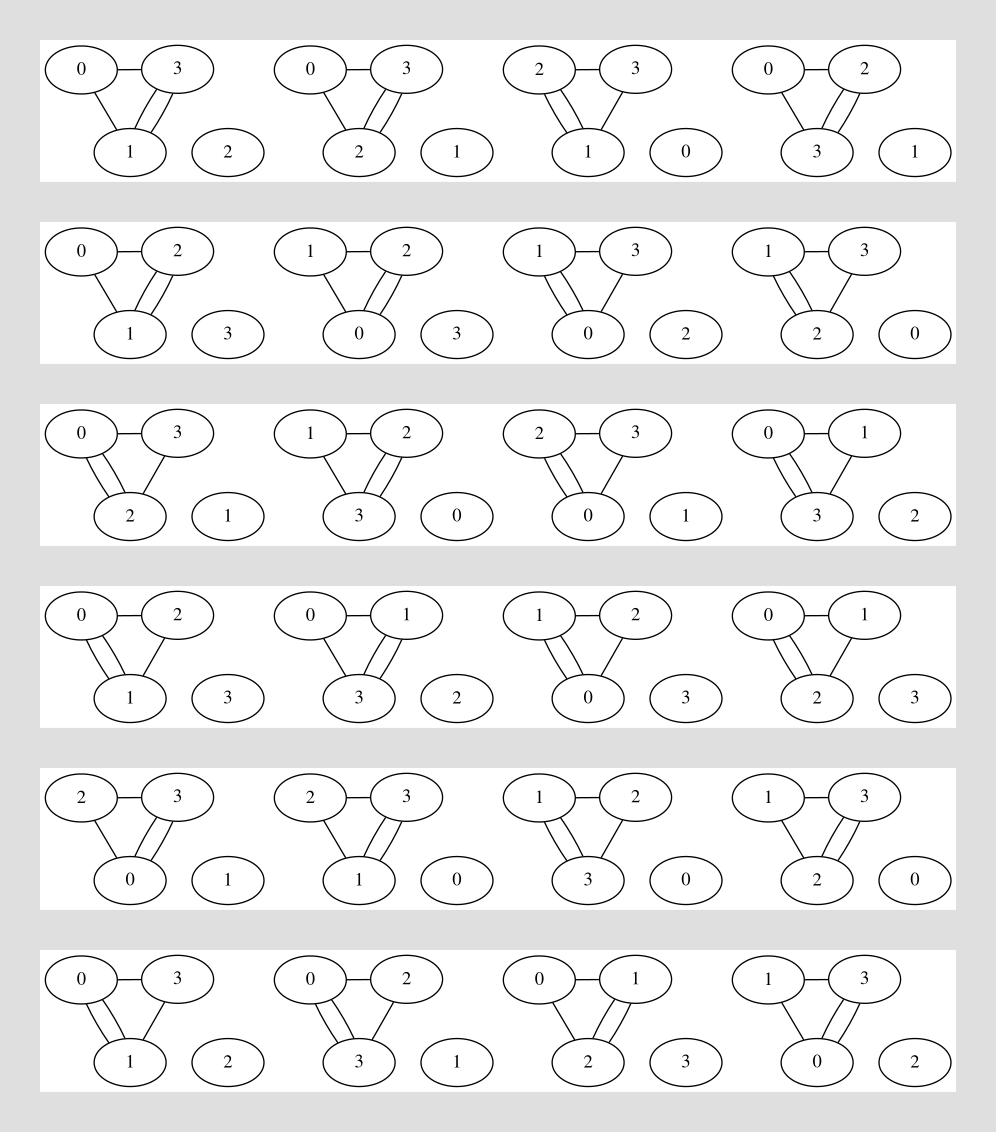 0 3 0 3 2 3 0 2
1 2 2 1 1 0 3 1
0 2 1 2 1 3 1 3
1 3 0 3 0 2 2 0
0 3 1 2 2 3 0 1
2 1 3 0 0 1 3 2
0 2 0 1 1 2 0 1
1 3 3 2 0 3 2 3
2 3 2 3 1 2 1 3
0 1 1 0 3 0 2 0
0 3 0 2 0 1 1 3
1 2 3 1 2 3 0 2